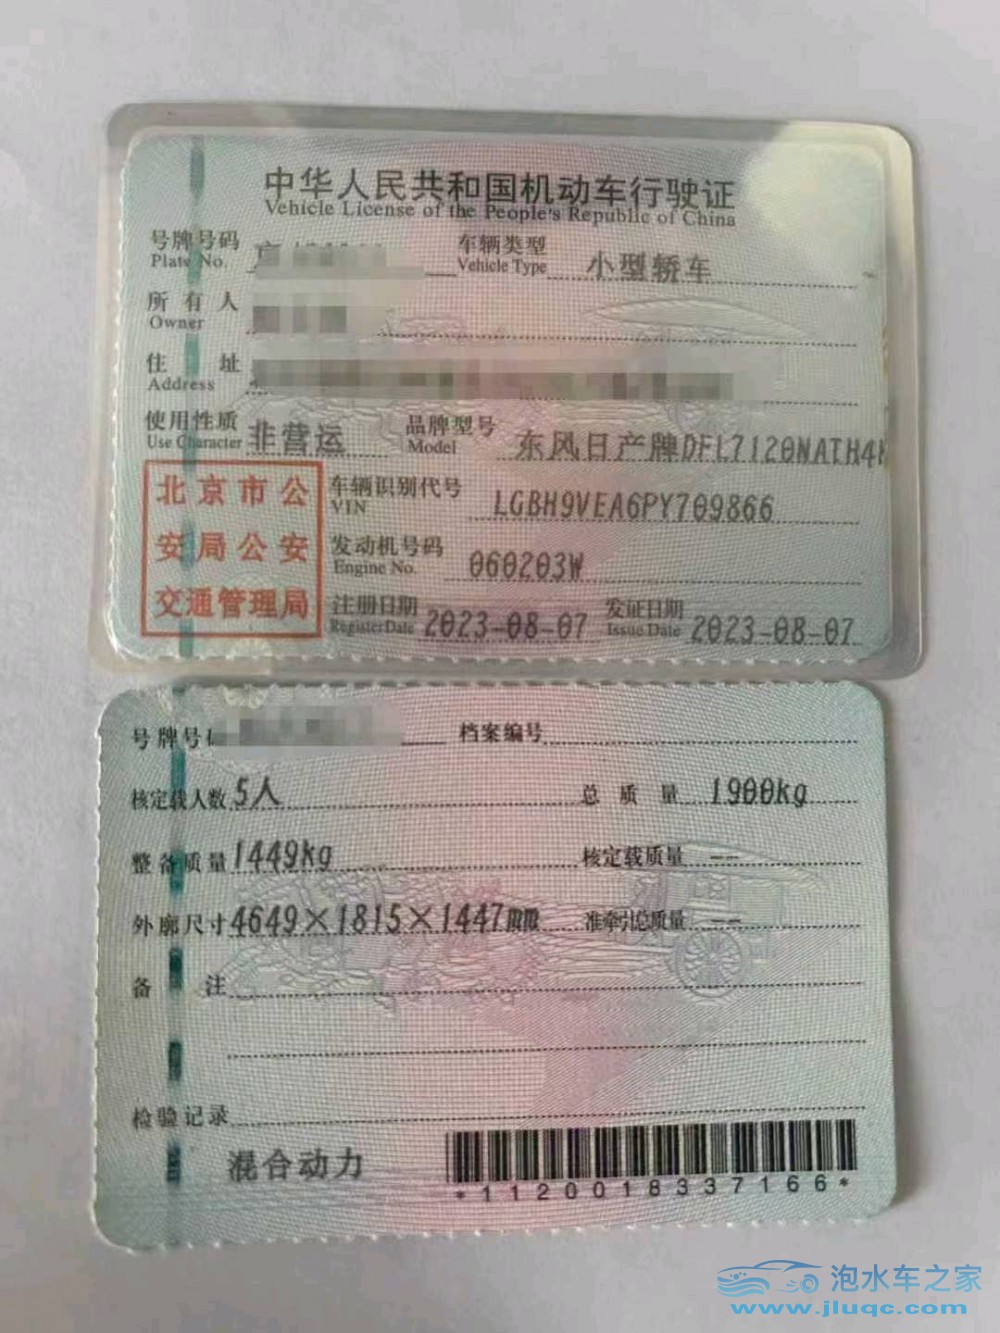 中华人民共和国机动车行驶证
Vehicle License of the People's Republic of China
号牌号码 车辆类型 小型轿车
Plate No. Vehicle Type
所有人
Owner
住址
Address
使用性质 非营运 品牌型号 东风日产牌DFL7120NATH4
Use Character Model
北京市公
安局公安
交通管理局
车辆识别代号 LGBH9VEA6PY709866
VIN
发动机号码 060203W
Engine No.
注册日期 2023-08-07 发证日期 2023-08-07
Register Date Issue Date
号牌号 档案编号
核定载人数 5人 总质量 1900kg
整备质量 1449kg 核定载质量 --
外廓尺寸 4649×1815×1447mm 准牵引总质量 --
备注
检验记录
混合动力
*1120018337166*
泡水车之家
www.jluqc.com